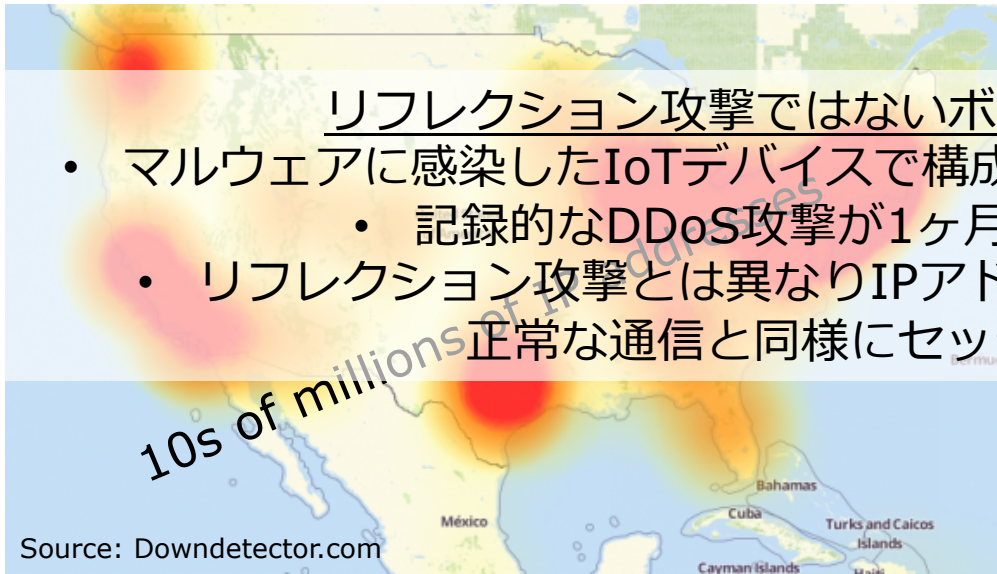 リフレクション攻撃ではないボ
• マルウェアに感染したIoTデバイスで構成
• 記録的なDDoS攻撃が1ヶ月
• リフレクション攻撃とは異なりIPアド
正常な通信と同様にセッ
10s of millions of IP addresses
Bahamas
Cuba
México
Turks and Caicos
Islands
Source: Downdetector.com
Cayman Islands
Haiti